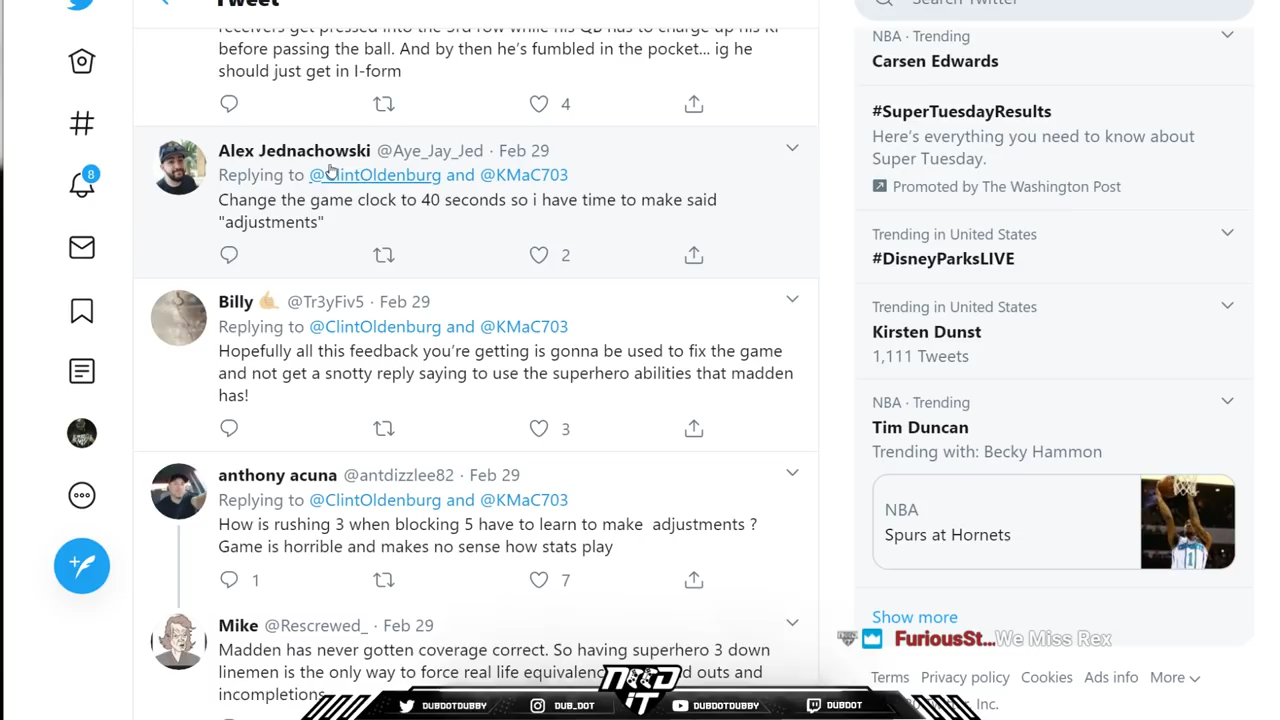 Tweet
Search Twitter
receivers get pressed into the 3rd row while his QB has to charge up his KI
before passing the ball. And by then he's fumbled in the pocket... ig he
should just get in I-form
4
Alex Jednachowski @Aye_Jay_Jed · Feb 29
Replying to @ClintOldenburg and @KMaC703
Change the game clock to 40 seconds so i have time to make said
"adjustments"
2
8
Billy @Tr3yFiv5 · Feb 29
Replying to @ClintOldenburg and @KMaC703
Hopefully all this feedback you're getting is gonna be used to fix the game
and not get a snotty reply saying to use the superhero abilities that madden
has!
3
anthony acuna @antdizzlee82 · Feb 29
Replying to @ClintOldenburg and @KMaC703
How is rushing 3 when blocking 5 have to learn to make adjustments ?
Game is horrible and makes no sense how stats play
1 7
Mike @Rescrewed_ · Feb 29
Madden has never gotten coverage correct. So having superhero 3 down
linemen is the only way to force real life equivalenc d outs and
incompletions
NBA · Trending
Carsen Edwards
#SuperTuesdayResults
Here's everything you need to know about
Super Tuesday.
Promoted by The Washington Post
Trending in United States
#DisneyParksLIVE
Trending in United States
Kirsten Dunst
1,111 Tweets
NBA · Trending
Tim Duncan
Trending with: Becky Hammon
NBA
Spurs at Hornets
Show more
FuriousSt... We Miss Rex
Terms Privacy policy Cookies Ads info More
, Inc.
DUBDOTDUBBY DUB_DOT DUBDOTDUBBY DUBDOT